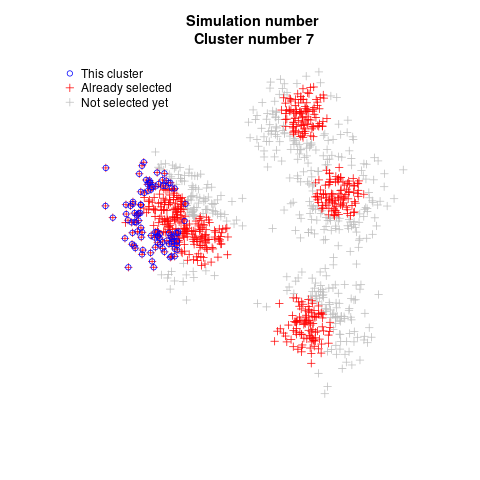 Simulation number
Cluster number 7
This cluster
Already selected
Not selected yet